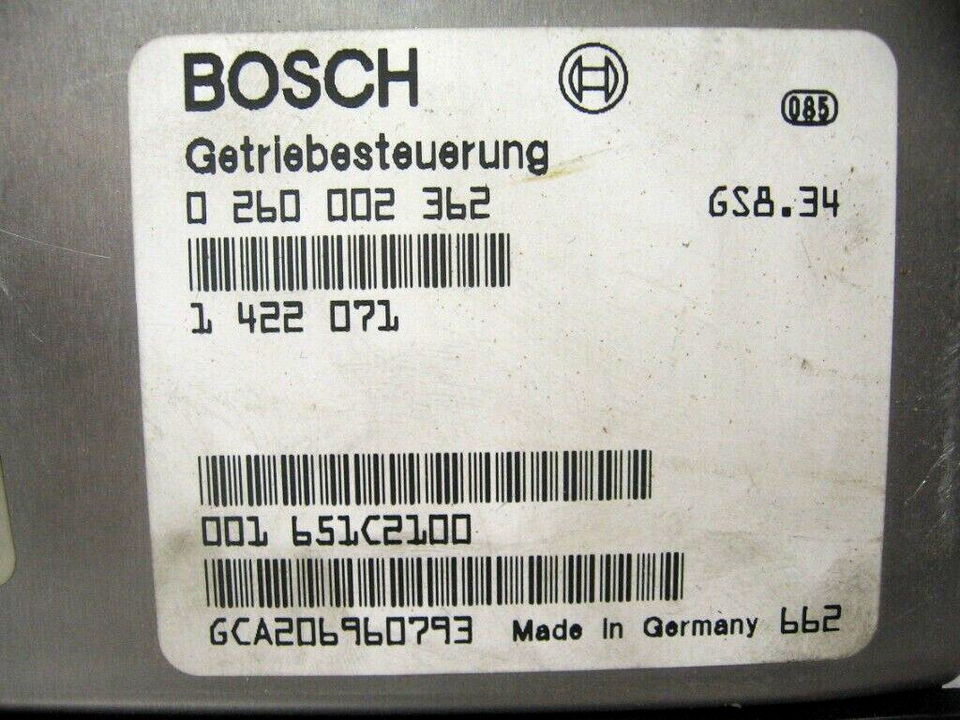 BOSCH
085
Getriebesteuerung
0 260 002 362 GS8.34
1 422 071
001 651C2100
GCA206960793 Made in Germany 662